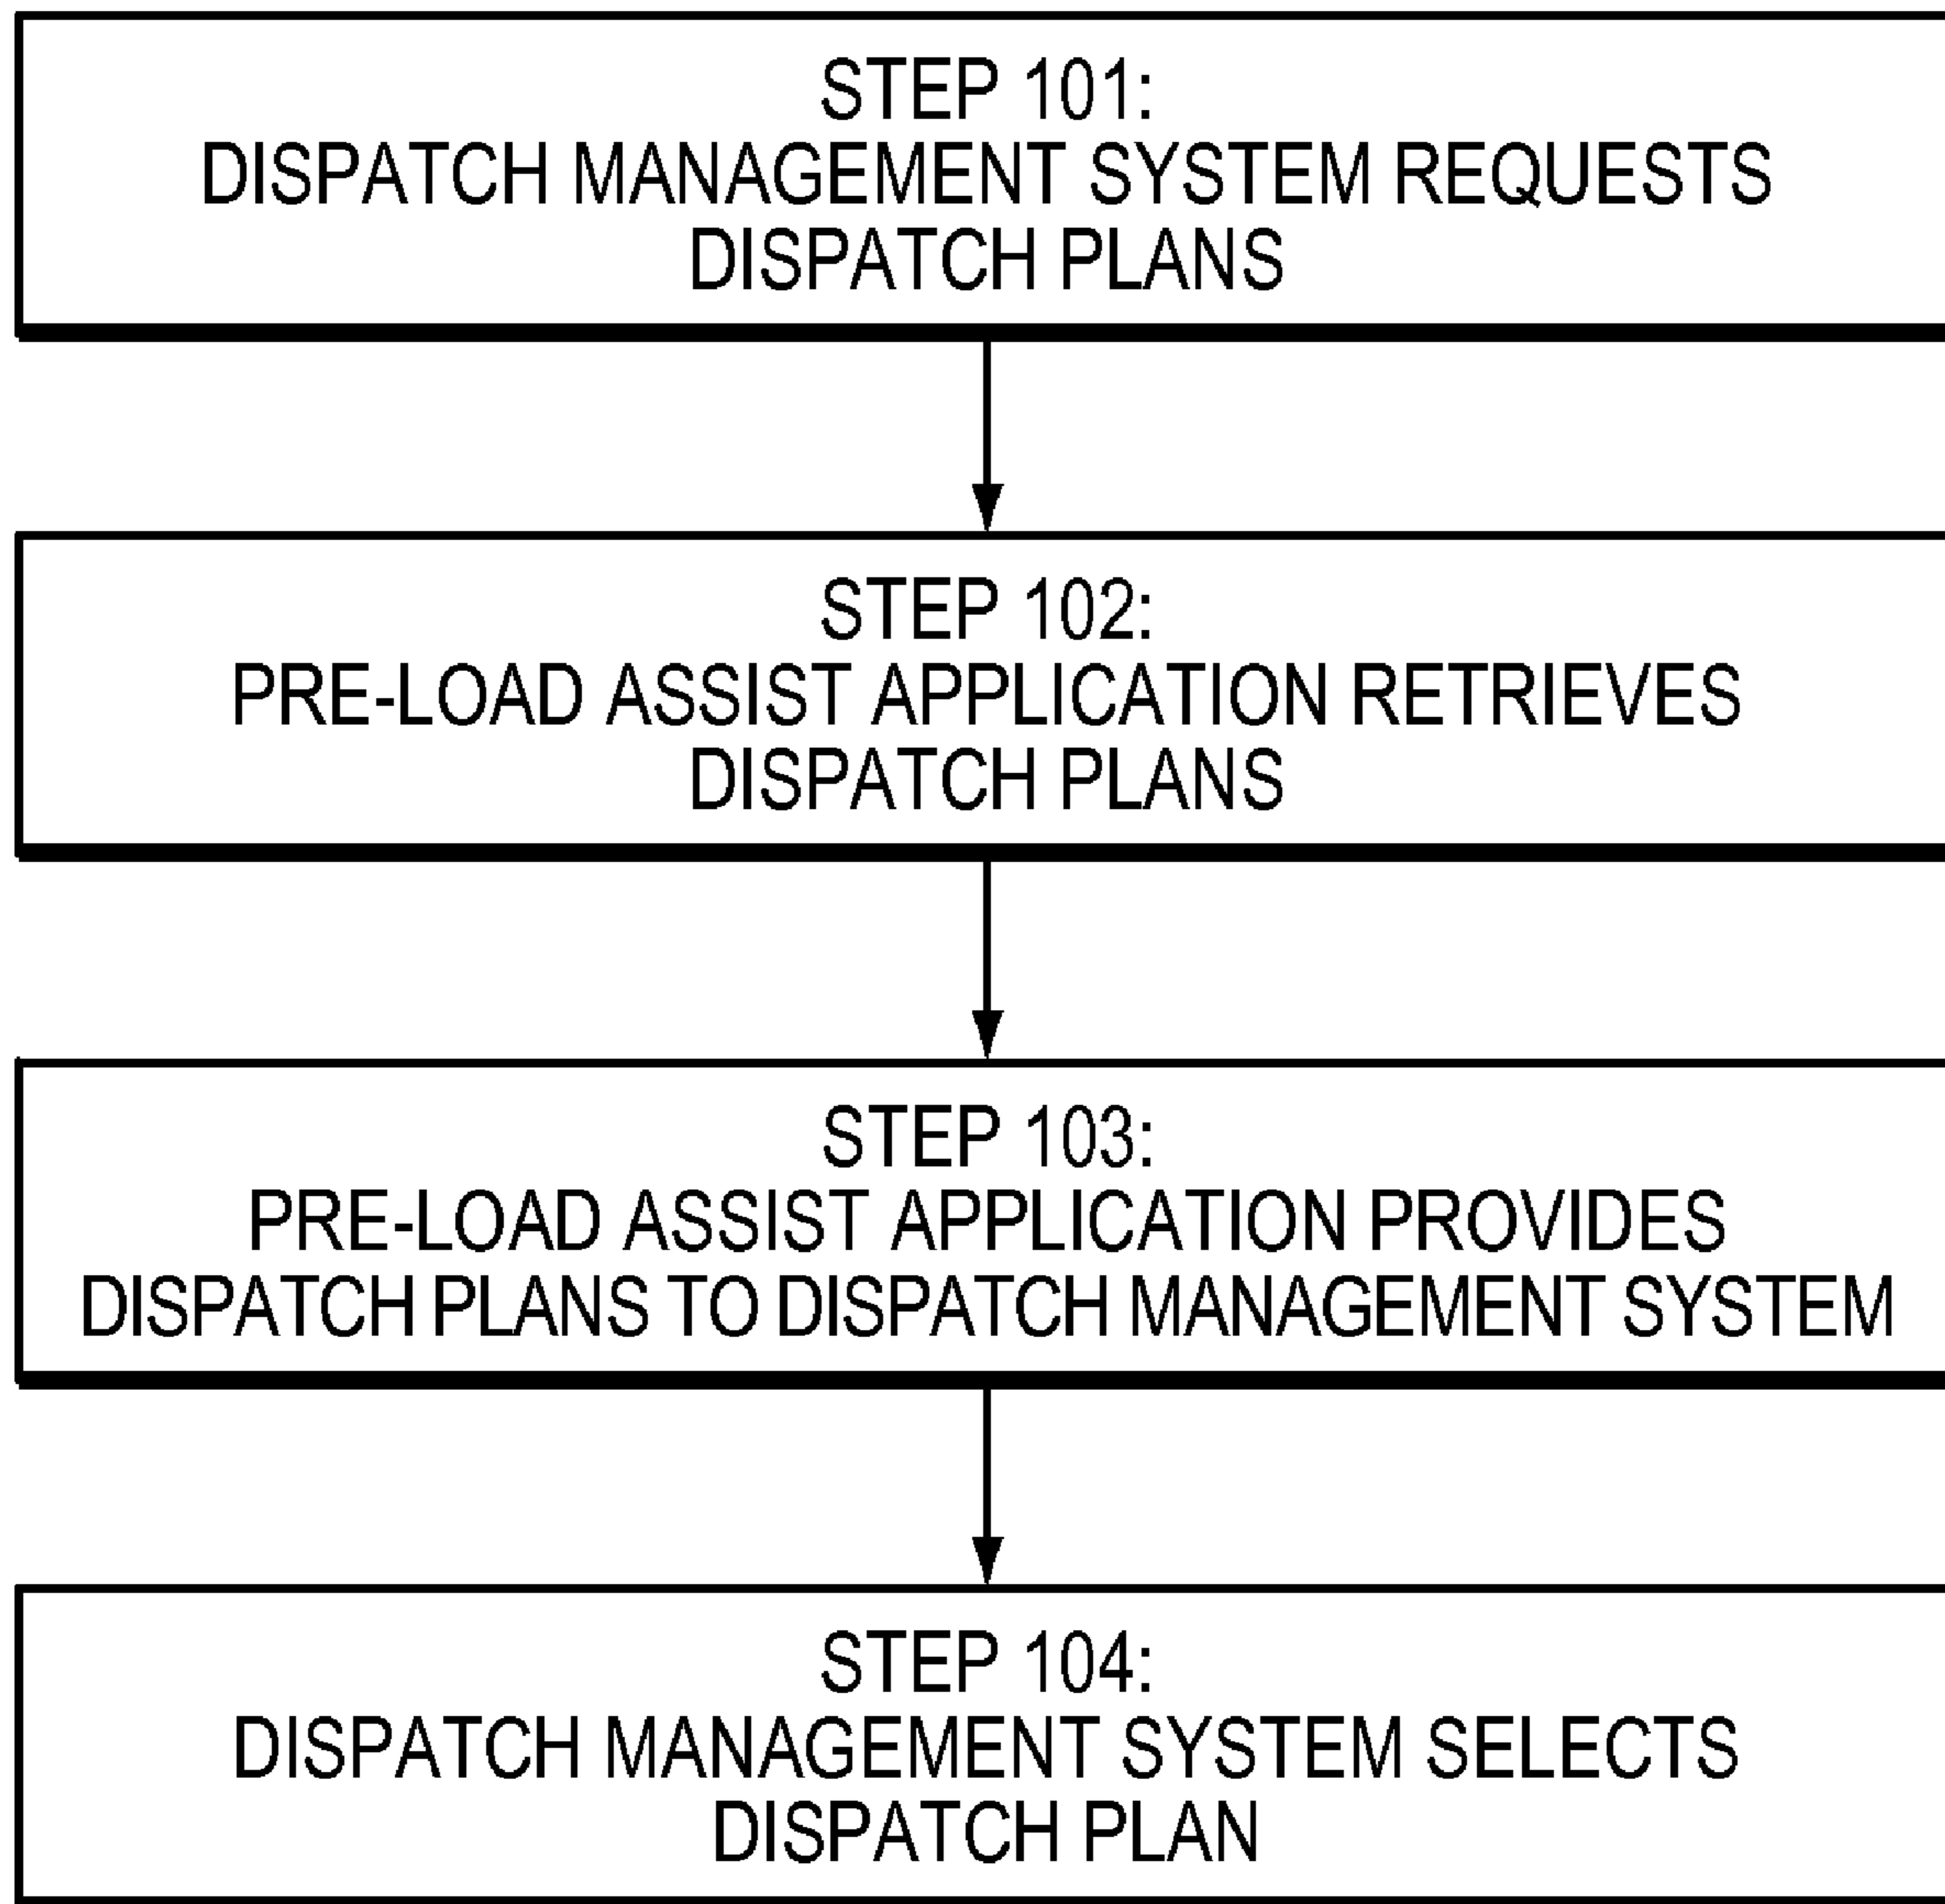 STEP 101:
DISPATCH MANAGEMENT SYSTEM REQUESTS
DISPATCH PLANS
STEP 102:
PRE-LOAD ASSIST APPLICATION RETRIEVES
DISPATCH PLANS
STEP 103:
PRE-LOAD ASSIST APPLICATION PROVIDES
DISPATCH PLANS TO DISPATCH MANAGEMENT SYSTEM
STEP 104:
DISPATCH MANAGEMENT SYSTEM SELECTS
DISPATCH PLAN